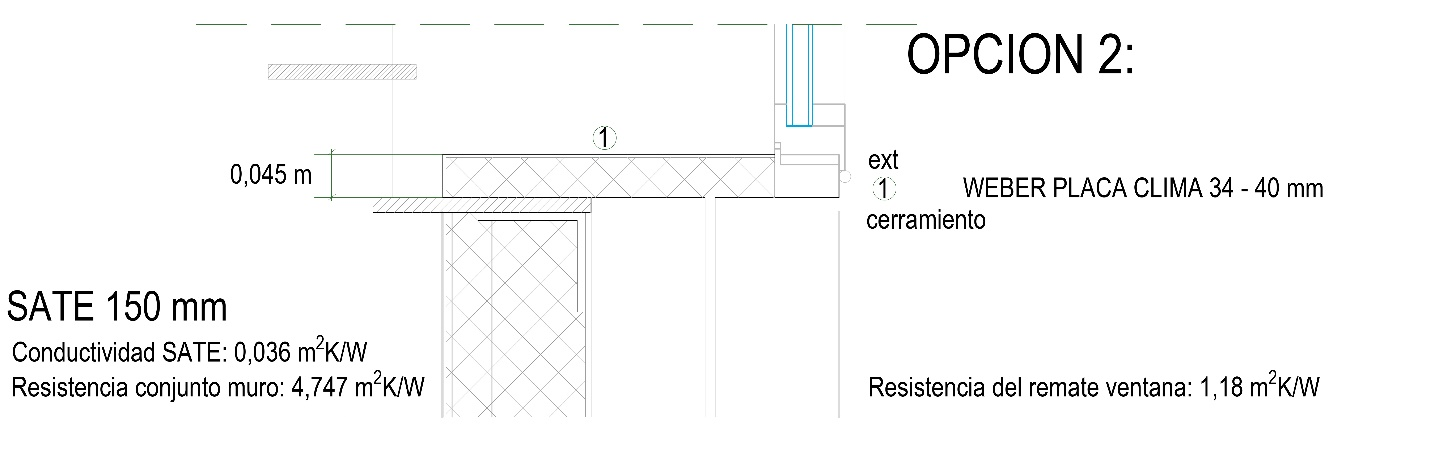 OPCION 2:
1
0,045 m
ext
1
WEBER PLACA CLIMA 34 - 40 mm
cerramiento
SATE 150 mm
Conductividad SATE: 0,036 m²K/W
Resistencia conjunto muro: 4,747 m²K/W
Resistencia del remate ventana: 1,18 m²K/W